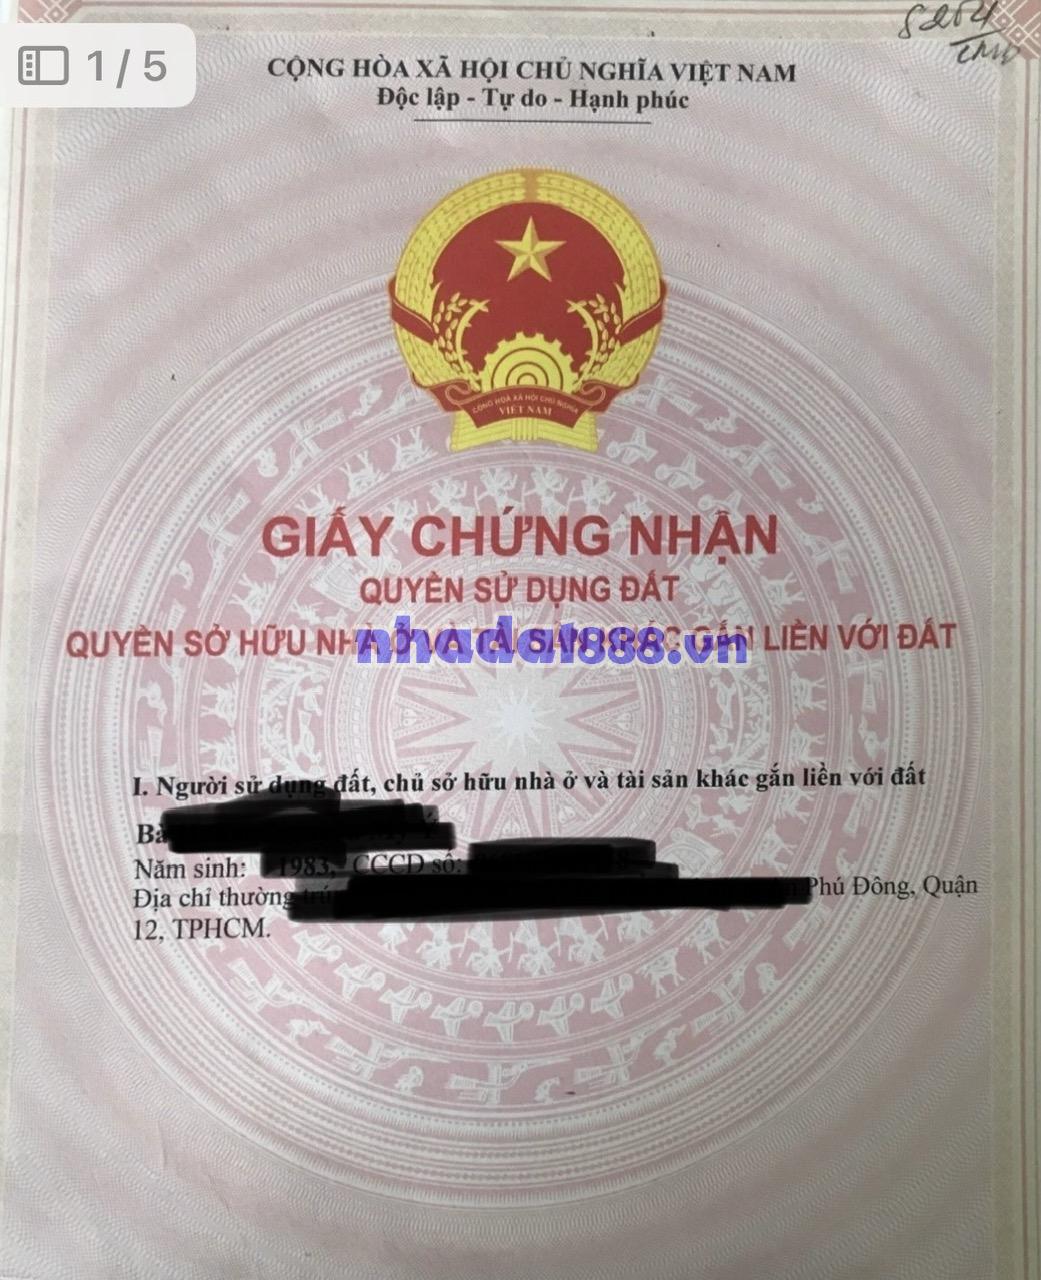 1 / 5
CỘNG HÒA XÃ HỘI CHỦ NGHĨA VIỆT NAM
Độc lập - Tự do - Hạnh phúc
CỘNG HOÀ XÃ HỘI CHỦ NGHĨA
VIỆT NAM
GIẤY CHỨNG NHẬN
QUYỀN SỬ DỤNG ĐẤT
QUYỀN SỞ HỮU NHÀ Ở VÀ TÀI SẢN KHÁC GẮN LIỀN VỚI ĐẤT
nhadat888.vn
I. Người sử dụng đất, chủ sở hữu nhà ở và tài sản khác gắn liền với đất
Bà
Năm sinh: 1983, CCCD số:
Địa chỉ thường trú Phú Đông, Quận
12, TPHCM.